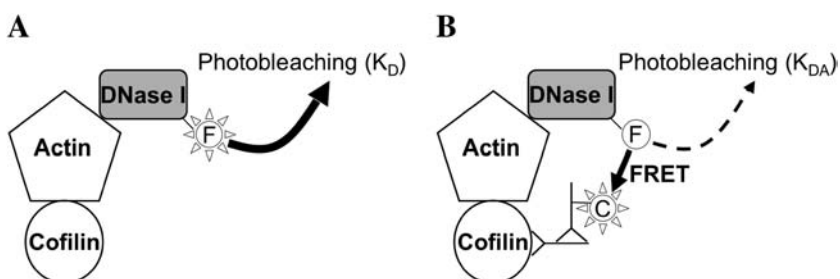 A
Photobleaching (K_D)
DNase I
F
Actin
Cofilin
B
Photobleaching (K_DA)
DNase I
F
Actin
FRET
C
Cofilin